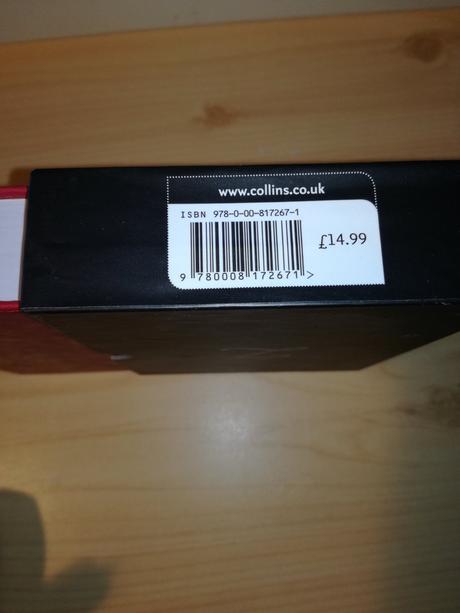 www.collins.co.uk
ISBN 978-0-00-817267-1
£14.99
9 780008 172671 >